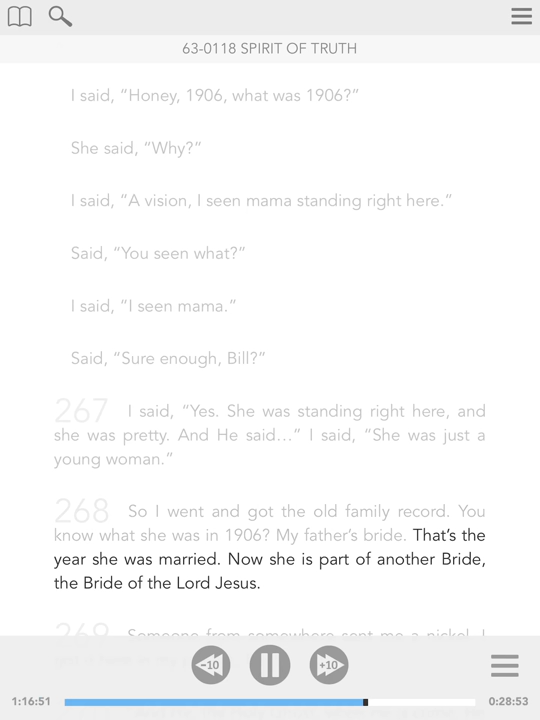 63-0118 SPIRIT OF TRUTH
I said, “Honey, 1906, what was 1906?”
She said, “Why?”
I said, “A vision, I seen mama standing right here.”
Said, “You seen what?”
I said, “I seen mama.”
Said, “Sure enough, Bill?”
267 I said, “Yes. She was standing right here, and
she was pretty. And He said…” I said, “She was just a
young woman.”
268 So I went and got the old family record. You
know what she was in 1906? My father’s bride. That’s the
year she was married. Now she is part of another Bride,
the Bride of the Lord Jesus.
269 Someone from somewhere sent me a nickel. I
-10
+10
1:16:51
0:28:53